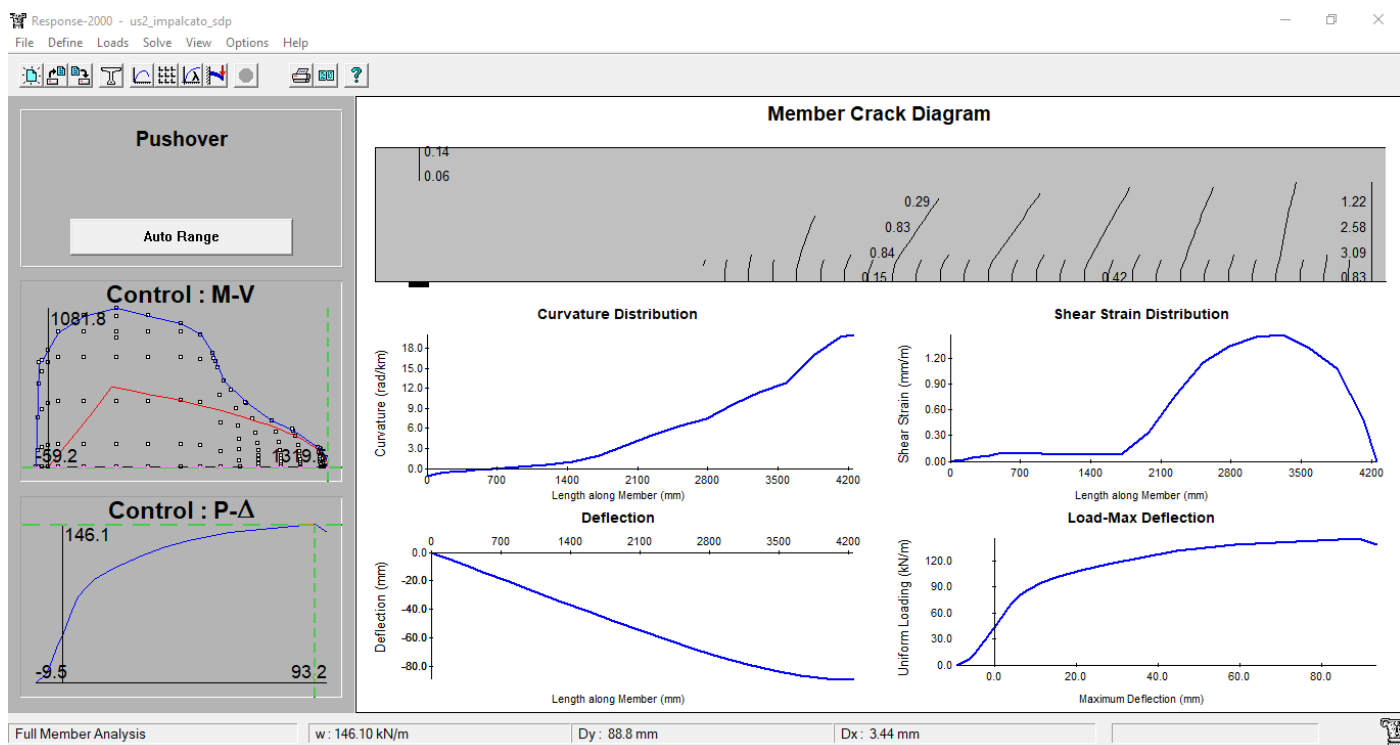 Response-2000 - us2_impalcato_sdp
File Define Loads Solve View Options Help
Pushover
Auto Range
Control : M-V
1081.8
-59.2 1319.5
Control : P-Δ
146.1
-9.5 93.2
Member Crack Diagram
0.14
0.06
0.29 1.22
0.83 2.58
0.84 3.09
0.15 0.42 0.83
Curvature Distribution
Curvature (rad/km)
18.0
15.0
12.0
9.0
6.0
3.0
0.0
0 700 1400 2100 2800 3500 4200
Length along Member (mm)
Shear Strain Distribution
Shear Strain (mm/m)
1.20
0.90
0.60
0.30
0.00
0 700 1400 2100 2800 3500 4200
Length along Member (mm)
Deflection
0 700 1400 2100 2800 3500 4200
Deflection (mm)
0.0
-20.0
-40.0
-60.0
-80.0
Length along Member (mm)
Load-Max Deflection
Uniform Loading (kN/m)
120.0
90.0
60.0
30.0
0.0
0.0 20.0 40.0 60.0 80.0
Maximum Deflection (mm)
Full Member Analysis w : 146.10 kN/m Dy : 88.8 mm Dx : 3.44 mm